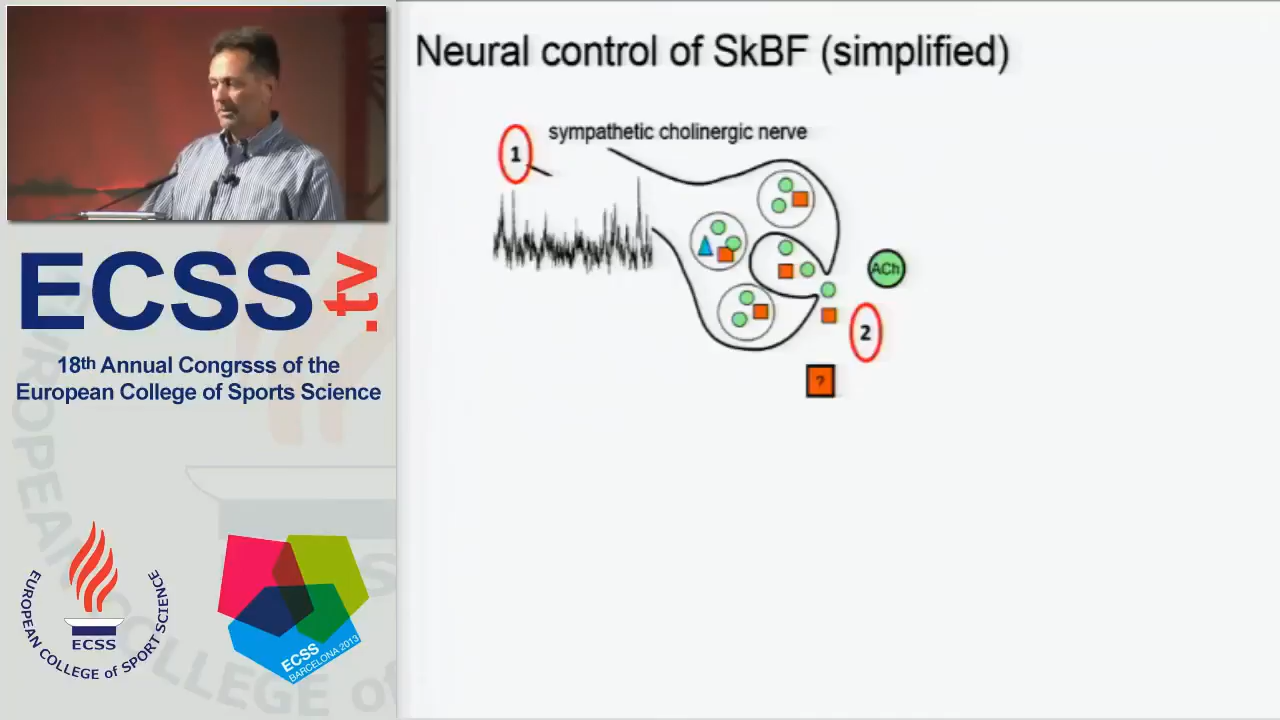 Neural control of SkBF (simplified)
sympathetic cholinergic nerve
1
ACh
2
?
ECSS.tv
18th Annual Congrsss of the
European College of Sports Science
EUROPEAN COLLEGE of SPORT SCIENCE
ECSS
ECSS
BARCELONA 2013